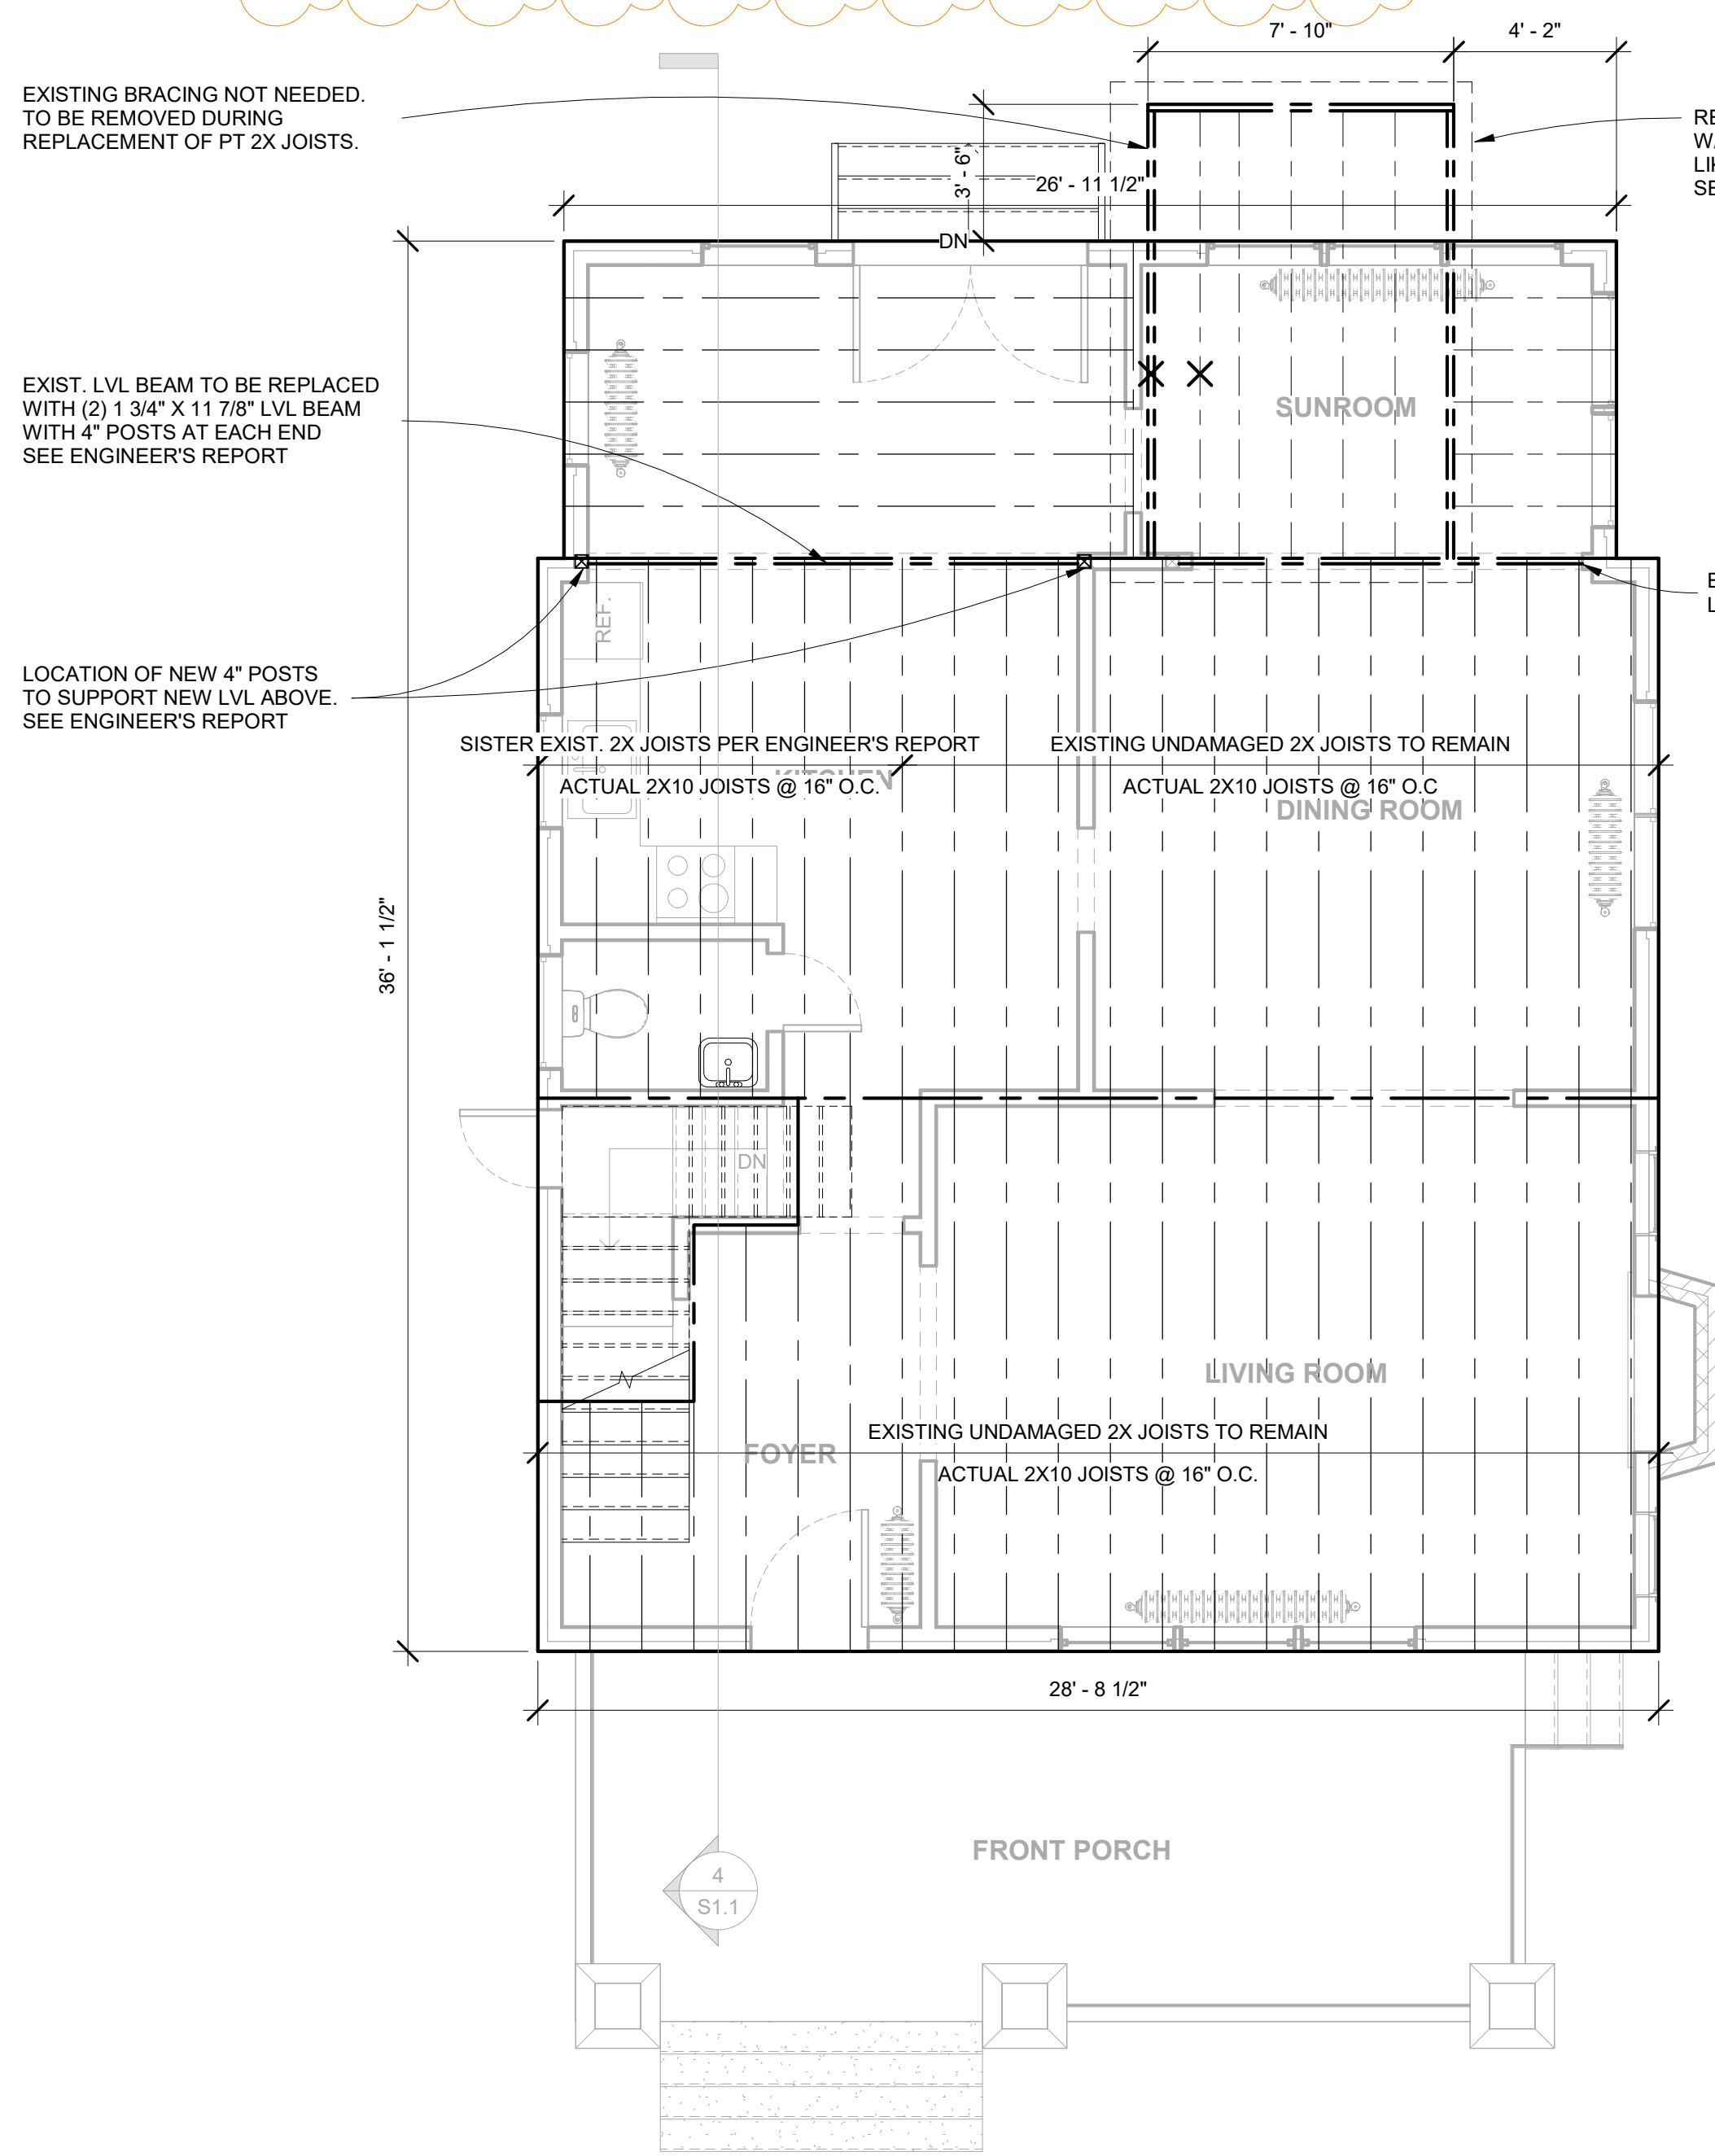 7' - 10"
4' - 2"
EXISTING BRACING NOT NEEDED.
TO BE REMOVED DURING
REPLACEMENT OF PT 2X JOISTS.
RE
W
LI
SE
3' - 6"
26' - 11 1/2"
DN
EXIST. LVL BEAM TO BE REPLACED
WITH (2) 1 3/4" X 11 7/8" LVL BEAM
WITH 4" POSTS AT EACH END
SEE ENGINEER'S REPORT
SUNROOM
E
L
REF.
LOCATION OF NEW 4" POSTS
TO SUPPORT NEW LVL ABOVE.
SEE ENGINEER'S REPORT
SISTER EXIST. 2X JOISTS PER ENGINEER'S REPORT
KITCHEN
ACTUAL 2X10 JOISTS @ 16" O.C.
EXISTING UNDAMAGED 2X JOISTS TO REMAIN
ACTUAL 2X10 JOISTS @ 16" O.C
DINING ROOM
36' - 1 1/2"
DN
LIVING ROOM
EXISTING UNDAMAGED 2X JOISTS TO REMAIN
FOYER
ACTUAL 2X10 JOISTS @ 16" O.C.
28' - 8 1/2"
FRONT PORCH
4
S1.1